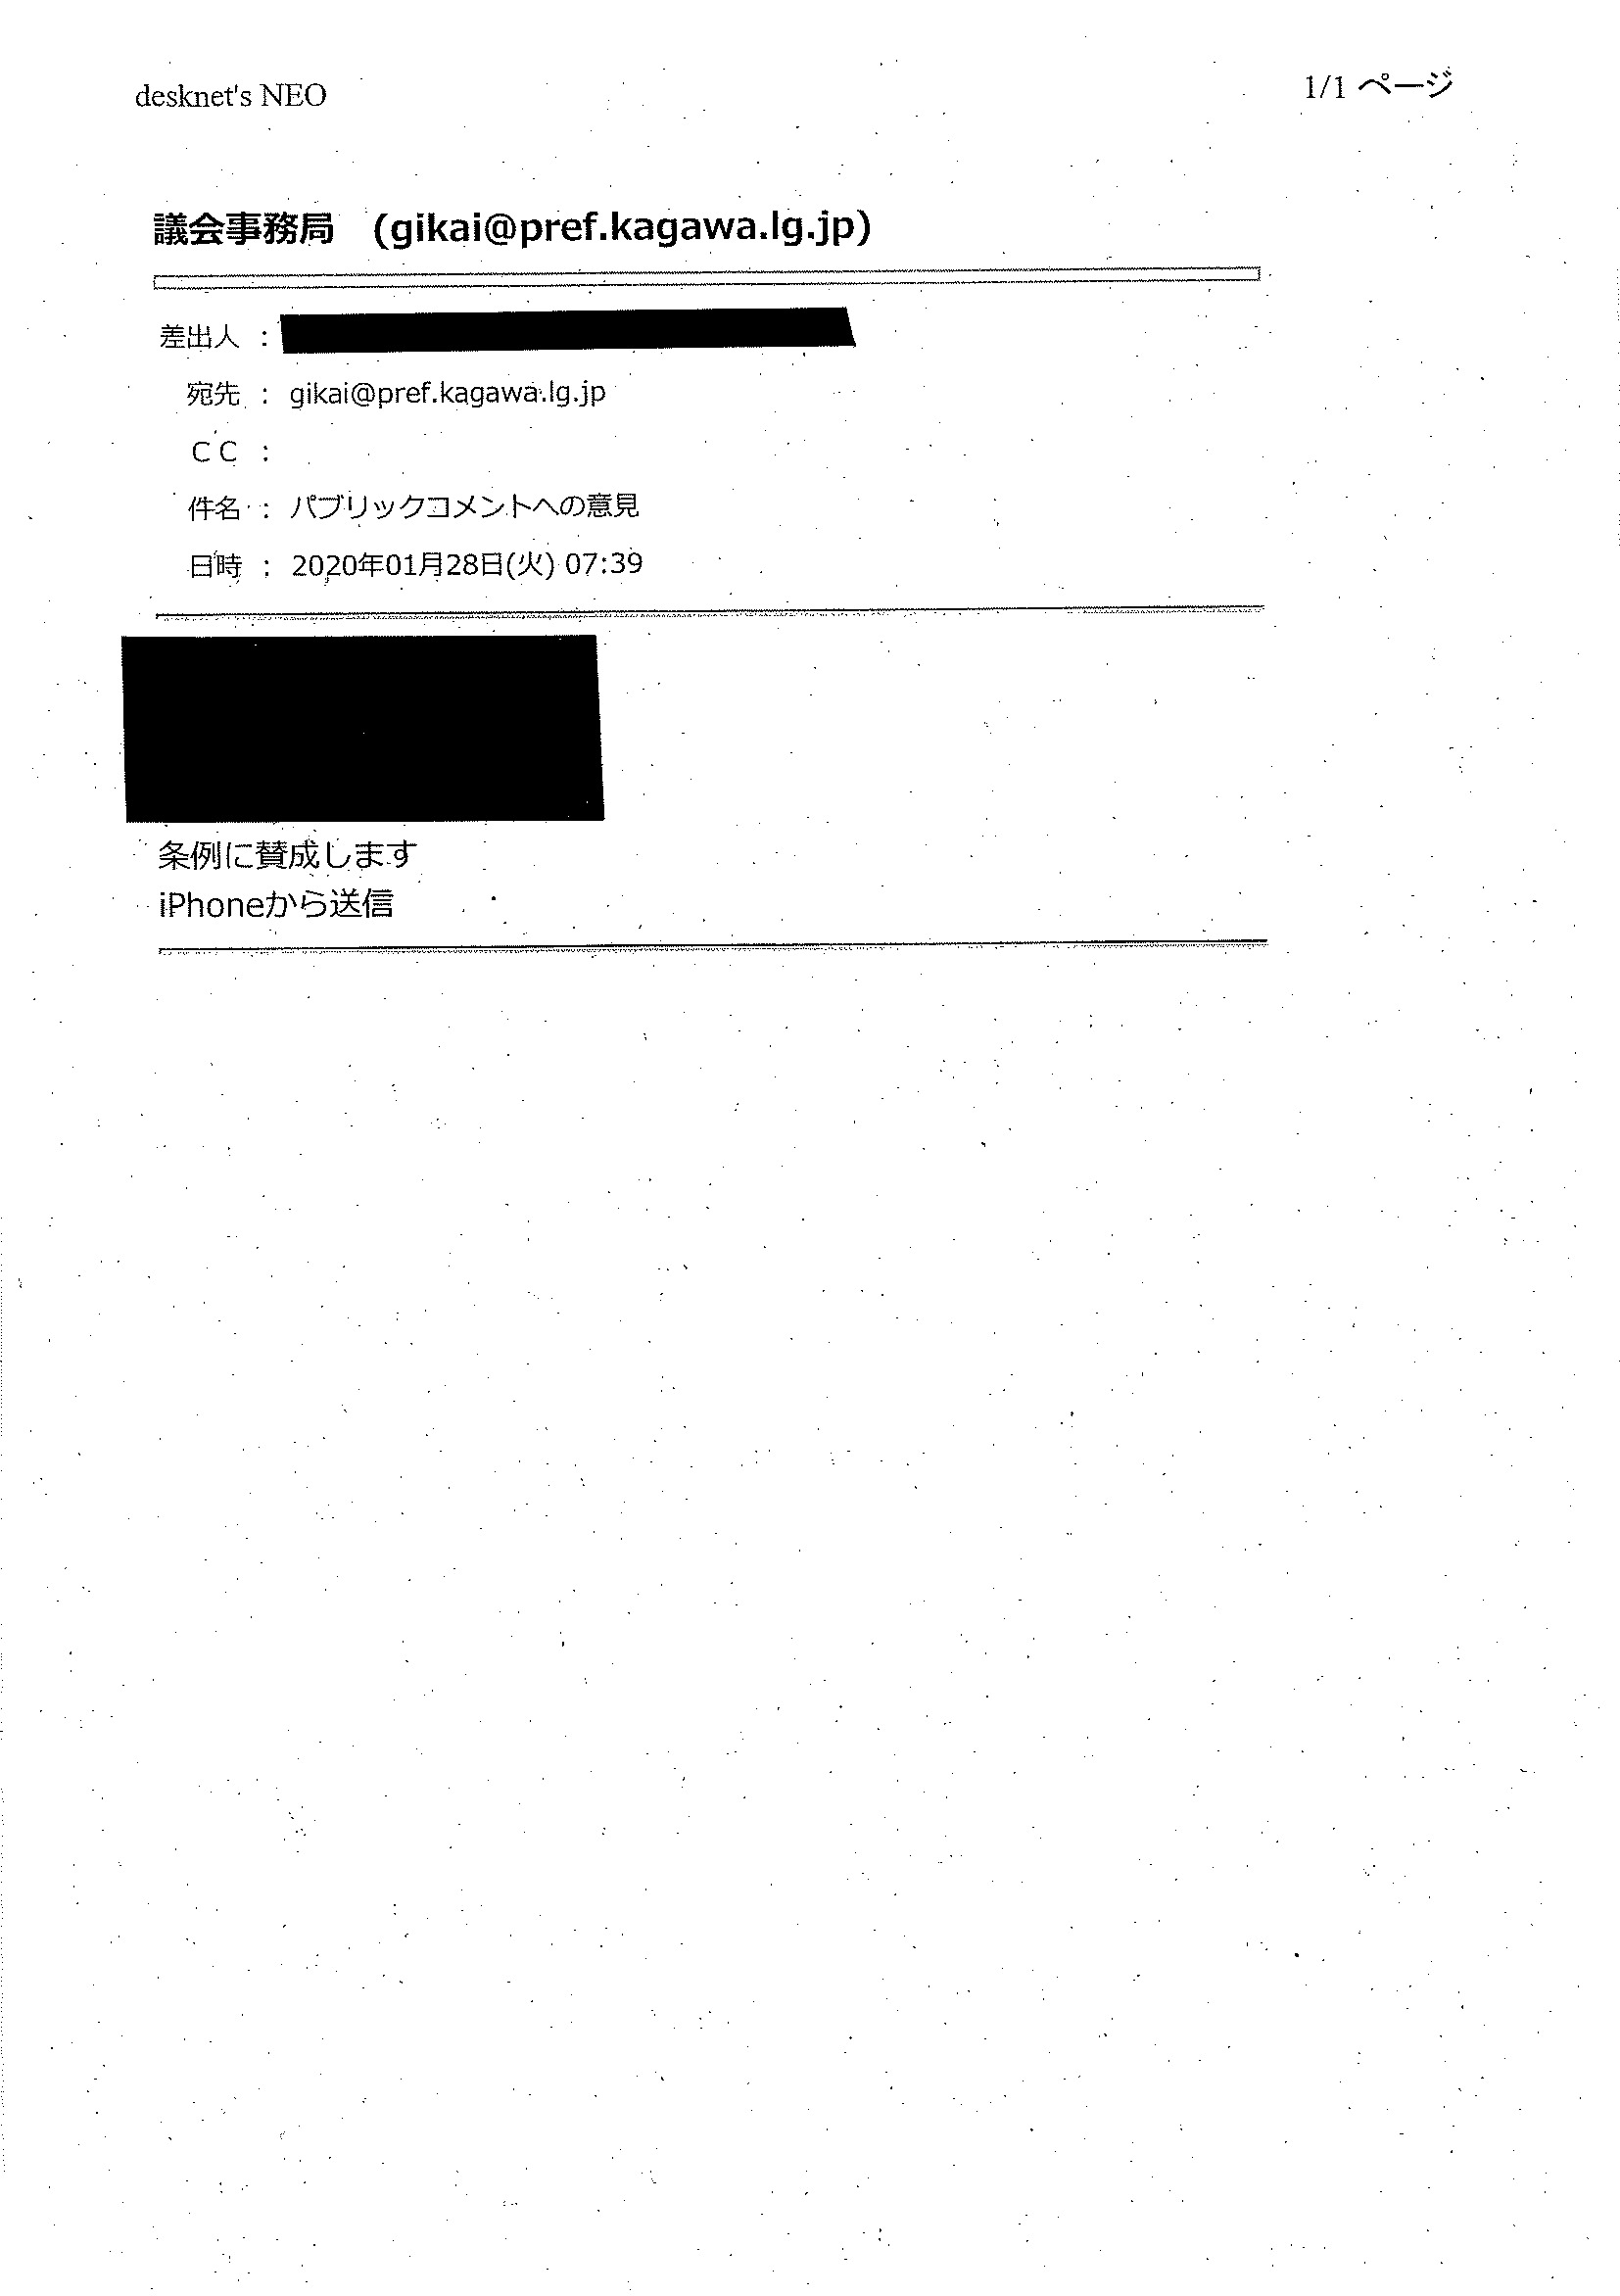 desknet's NEO
1/1 ページ
議会事務局　(gikai@pref.kagawa.lg.jp)
差出人 :
宛先 : gikai@pref.kagawa.lg.jp
ＣＣ :
件名 : パブリックコメントへの意見
日時 : 2020年01月28日(火) 07:39
条例に賛成します
iPhoneから送信